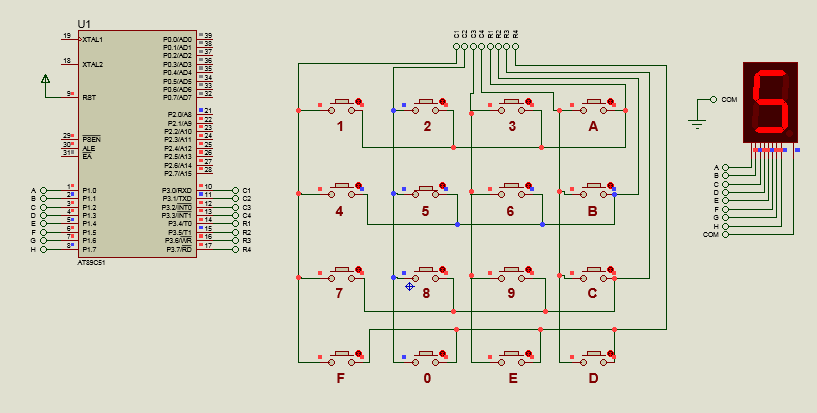 U1
19 XTAL1
18 XTAL2
9 RST
29 PSEN
30 ALE
31 EA
A 1 P1.0
B 2 P1.1
C 3 P1.2
D 4 P1.3
E 5 P1.4
F 6 P1.5
G 7 P1.6
H 8 P1.7
P0.0/AD0 39
P0.1/AD1 38
P0.2/AD2 37
P0.3/AD3 36
P0.4/AD4 35
P0.5/AD5 34
P0.6/AD6 33
P0.7/AD7 32
P2.0/A8 21
P2.1/A9 22
P2.2/A10 23
P2.3/A11 24
P2.4/A12 25
P2.5/A13 26
P2.6/A14 27
P2.7/A15 28
P3.0/RXD 10 C1
P3.1/TXD 11 C2
P3.2/INT0 12 C3
P3.3/INT1 13 C4
P3.4/T0 14 R1
P3.5/T1 15 R2
P3.6/WR 16 R3
P3.7/RD 17 R4
AT89C51
C1 C2 C3 C4 R1 R2 R3 R4
1 2 3 A
4 5 6 B
7 8 9 C
F 0 E D
5
COM
A
B
C
D
E
F
G
H
COM